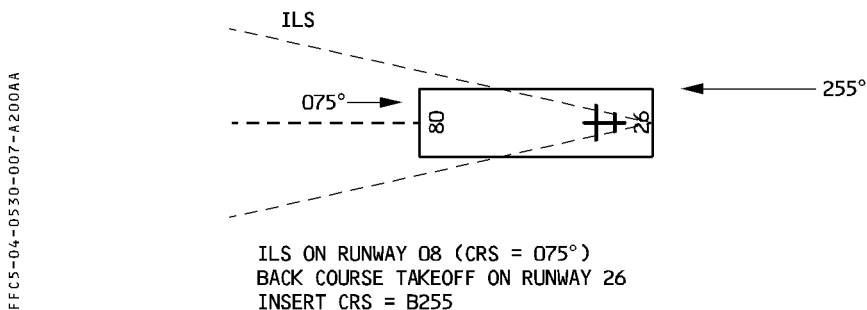 ILS
075°
80
26
255°
ILS ON RUNWAY 08 (CRS = 075°)
BACK COURSE TAKEOFF ON RUNWAY 26
INSERT CRS = B255
FFC5-04-0530-007-A200AA